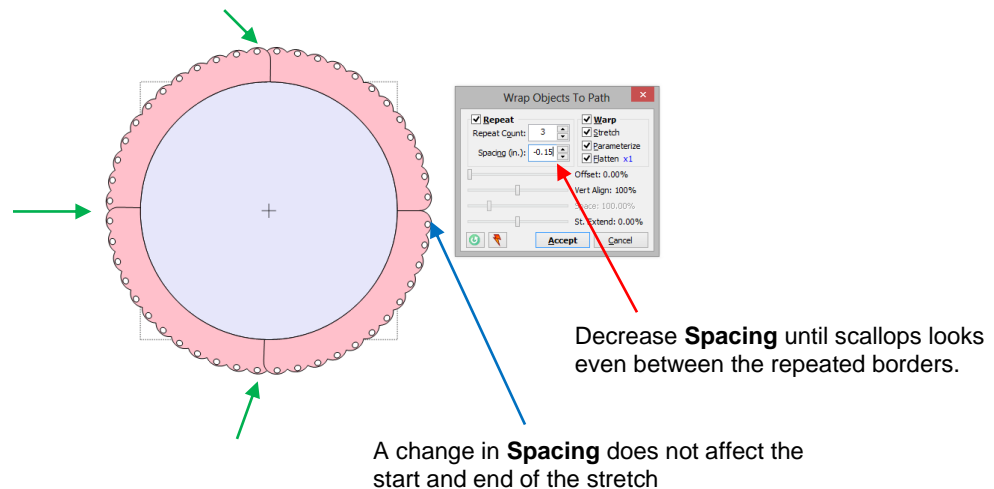 Wrap Objects To Path
Repeat
Repeat Count: 3
Spacing (in.): -0.15
Warp
Stretch
Parameterize
Flatten x1
Offset: 0.00%
Vert Align: 100%
Space: 100.00%
St. Extend: 0.00%
Accept Cancel
Decrease Spacing until scallops looks
even between the repeated borders.
A change in Spacing does not affect the
start and end of the stretch